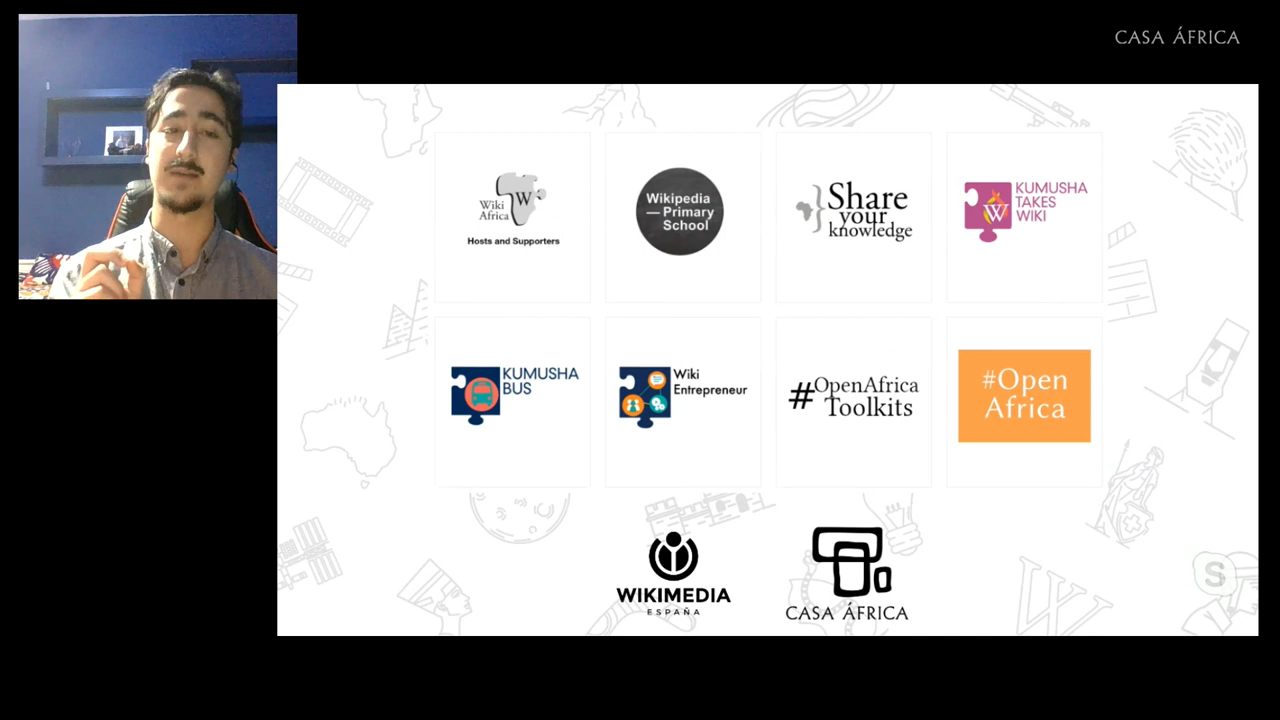 CASA ÁFRICA
Wiki
Africa
W
Hosts and Supporters
Wikipedia
— Primary
School
Share
your
knowledge
KUMUSHA
TAKES
WIKI
W
KUMUSHA
BUS
Wiki
Entrepreneur
#OpenAfrica
Toolkits
#Open
Africa
WIKIMEDIA
ESPAÑA
CASA ÁFRICA
W
S